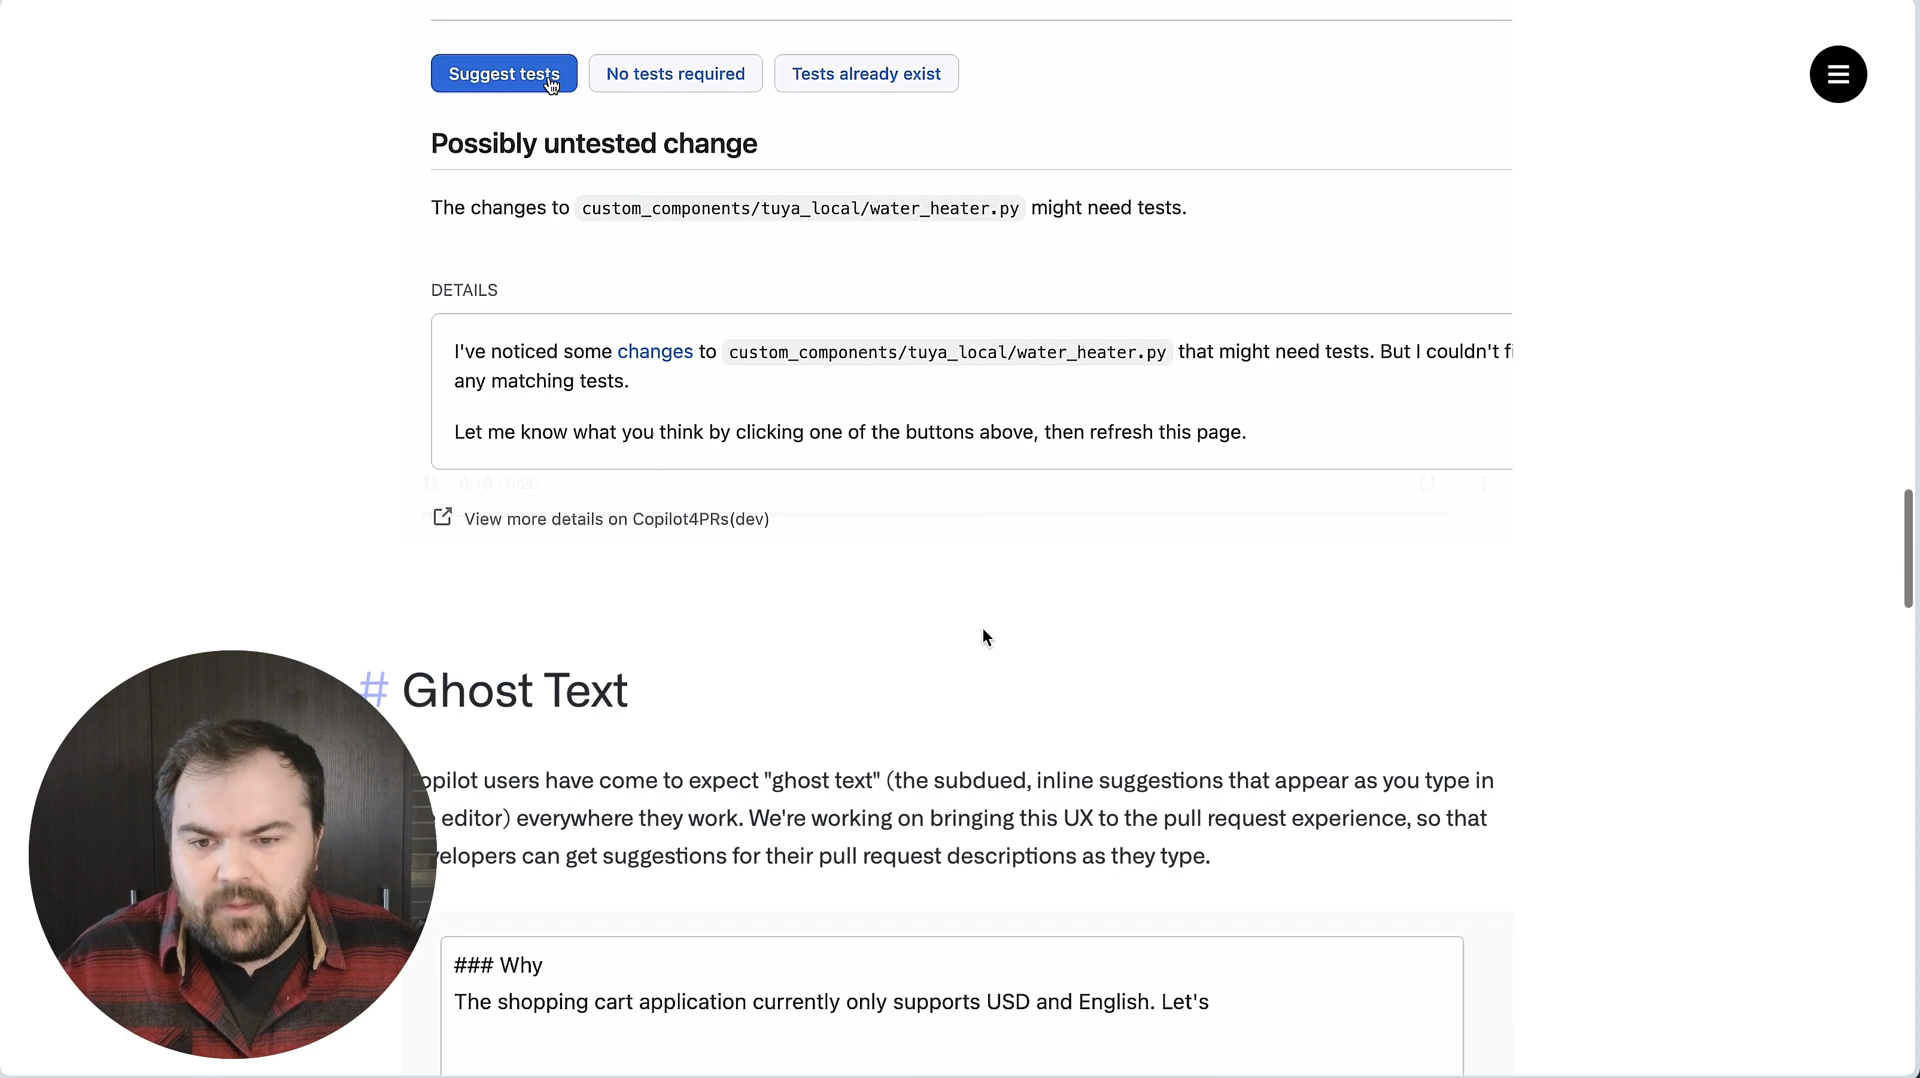 Suggest tests No tests required Tests already exist
Possibly untested change
The changes to custom_components/tuya_local/water_heater.py might need tests.
DETAILS
I've noticed some changes to custom_components/tuya_local/water_heater.py that might need tests. But I couldn't fi
any matching tests.
Let me know what you think by clicking one of the buttons above, then refresh this page.
0:10 / 0:20
View more details on Copilot4PRs(dev)
# Ghost Text
opilot users have come to expect "ghost text" (the subdued, inline suggestions that appear as you type in
editor) everywhere they work. We're working on bringing this UX to the pull request experience, so that
velopers can get suggestions for their pull request descriptions as they type.
### Why
The shopping cart application currently only supports USD and English. Let's